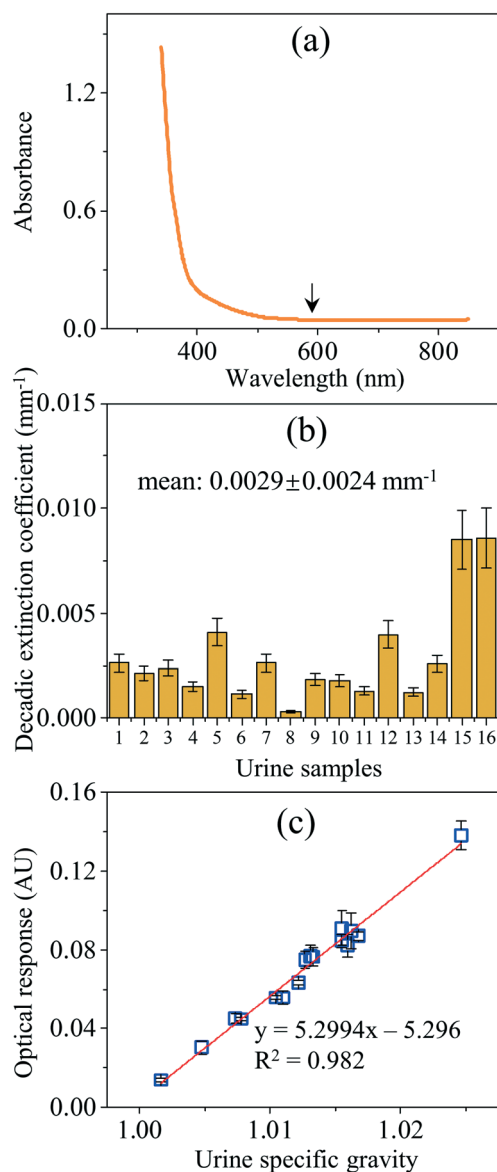 (a)
Absorbance
1.2
0.6
0.0
400 600 800
Wavelength (nm)
Decadic extinction coefficient (mm⁻¹)
0.015
0.010
0.005
0.000
(b)
mean: 0.0029±0.0024 mm⁻¹
1 2 3 4 5 6 7 8 9 10 11 12 13 14 15 16
Urine samples
Optical response (AU)
0.16
0.12
0.08
0.04
0.00
(c)
y = 5.2994x – 5.296
R² = 0.982
1.00 1.01 1.02
Urine specific gravity